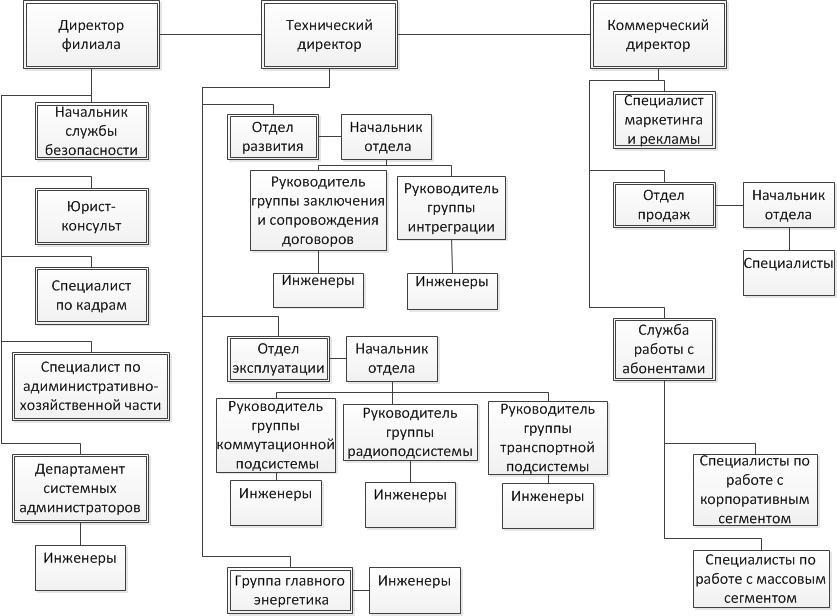 Директор
филиала
Технический
директор
Коммерческий
директор
Начальник
службы
безопасности
Юрист-
консульт
Специалист
по кадрам
Специалист по
адиминистративно-
хозяйственной части
Департамент
системных
администраторов
Инженеры
Отдел
развития
Начальник
отдела
Руководитель
группы заключения
и сопровождения
договоров
Руководитель
группы
интреграции
Инженеры
Инженеры
Отдел
эксплуатации
Начальник
отдела
Руководитель
группы
коммутационной
подсистемы
Руководитель
группы
радиоподсистемы
Руководитель
группы
транспортной
подсистемы
Инженеры
Инженеры
Инженеры
Группа главного
энергетика
Инженеры
Специалист
маркетинга
и рекламы
Отдел
продаж
Начальник
отдела
Специалисты
Служба
работы с
абонентами
Специалисты по
работе с
корпоративным
сегментом
Специалисты по
работе с массовым
сегментом